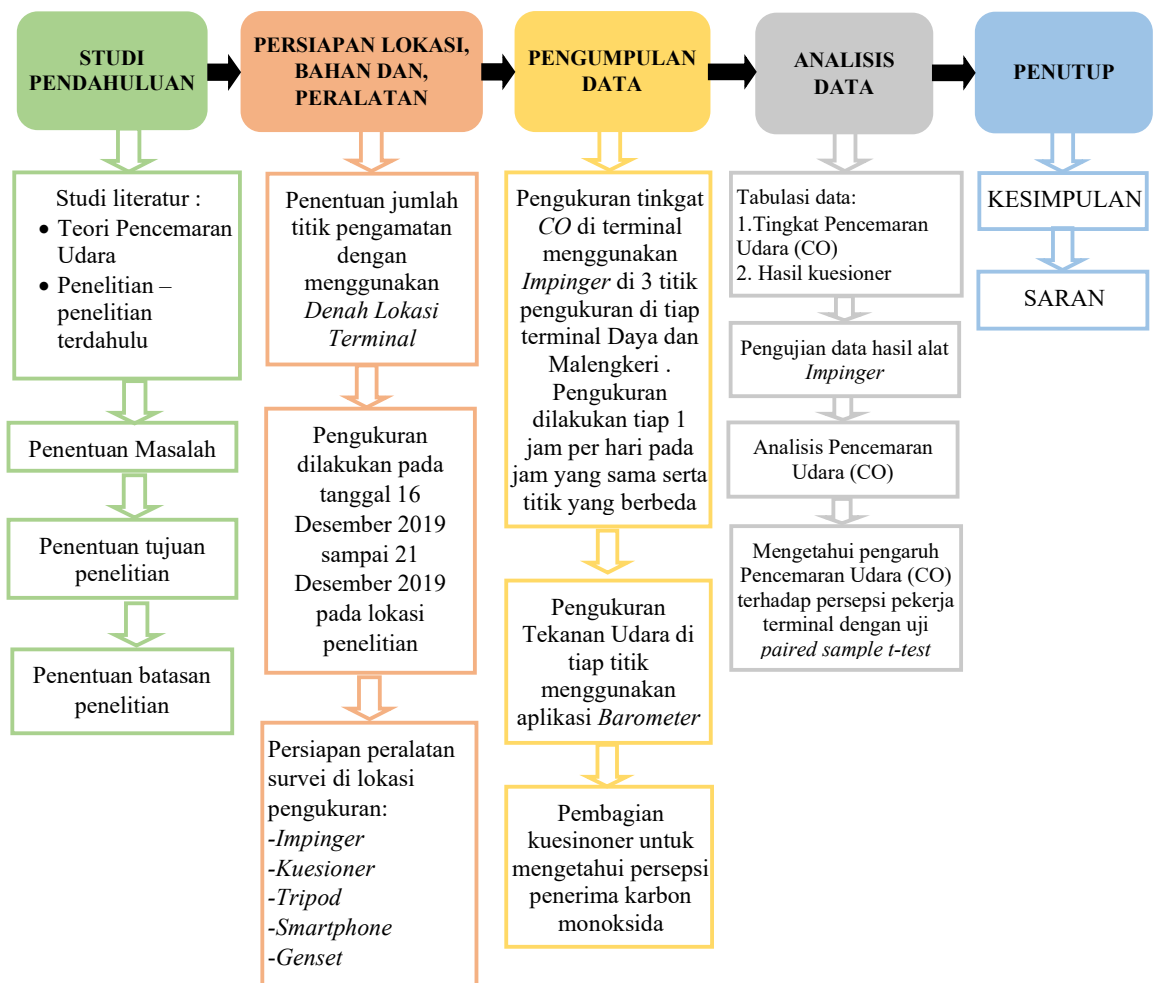 STUDI
PENDAHULUAN
PERSIAPAN LOKASI,
BAHAN DAN,
PERALATAN
PENGUMPULAN
DATA
ANALISIS
DATA
PENUTUP
Studi literatur :
• Teori Pencemaran
Udara
• Penelitian –
penelitian
terdahulu
Penentuan Masalah
Penentuan tujuan
penelitian
Penentuan batasan
penelitian
Penentuan jumlah
titik pengamatan
dengan
menggunakan
Denah Lokasi
Terminal
Pengukuran
dilakukan pada
tanggal 16
Desember 2019
sampai 21
Desember 2019
pada lokasi
penelitian
Persiapan peralatan
survei di lokasi
pengukuran:
-Impinger
-Kuesioner
-Tripod
-Smartphone
-Genset
Pengukuran tinkgat
CO di terminal
menggunakan
Impinger di 3 titik
pengukuran di tiap
terminal Daya dan
Malengkeri .
Pengukuran
dilakukan tiap 1
jam per hari pada
jam yang sama serta
titik yang berbeda
Pengukuran
Tekanan Udara di
tiap titik
menggunakan
aplikasi Barometer
Pembagian
kuesinoner untuk
mengetahui persepsi
penerima karbon
monoksida
Tabulasi data:
1.Tingkat Pencemaran
Udara (CO)
2. Hasil kuesioner
Pengujian data hasil alat
Impinger
Analisis Pencemaran
Udara (CO)
Mengetahui pengaruh
Pencemaran Udara (CO)
terhadap persepsi pekerja
terminal dengan uji
paired sample t-test
KESIMPULAN
SARAN